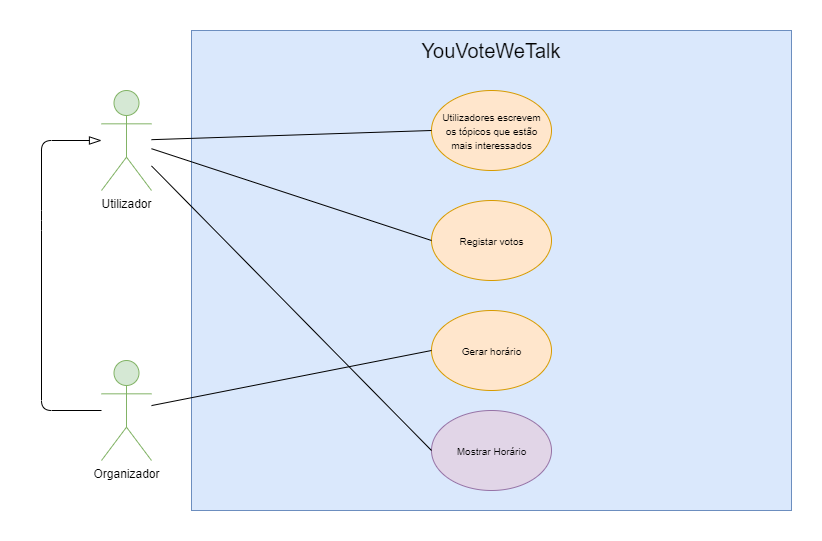 YouVoteWeTalk
Utilizadores escrevem
os tópicos que estão
mais interessados
Utilizador
Registar votos
Gerar horário
Mostrar Horário
Organizador